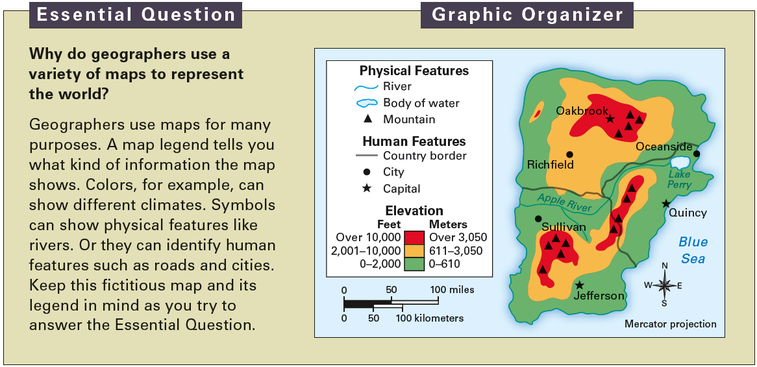 Essential Question
Why do geographers use a
variety of maps to represent
the world?
Geographers use maps for many
purposes. A map legend tells you
what kind of information the map
shows. Colors, for example, can
show different climates. Symbols
can show physical features like
rivers. Or they can identify human
features such as roads and cities.
Keep this fictitious map and its
legend in mind as you try to
answer the Essential Question.
Graphic Organizer
Physical Features
River
Body of water
Mountain
Human Features
Country border
City
Capital
Elevation
Feet Meters
Over 10,000 Over 3,050
2,001–10,000 611–3,050
0–2,000 0–610
0 50 100 miles
0 50 100 kilometers
Oakbrook
Oceanside
Richfield
Lake
Perry
Apple River
Quincy
Sullivan
Blue
Sea
Jefferson
N
W E
S
Mercator projection